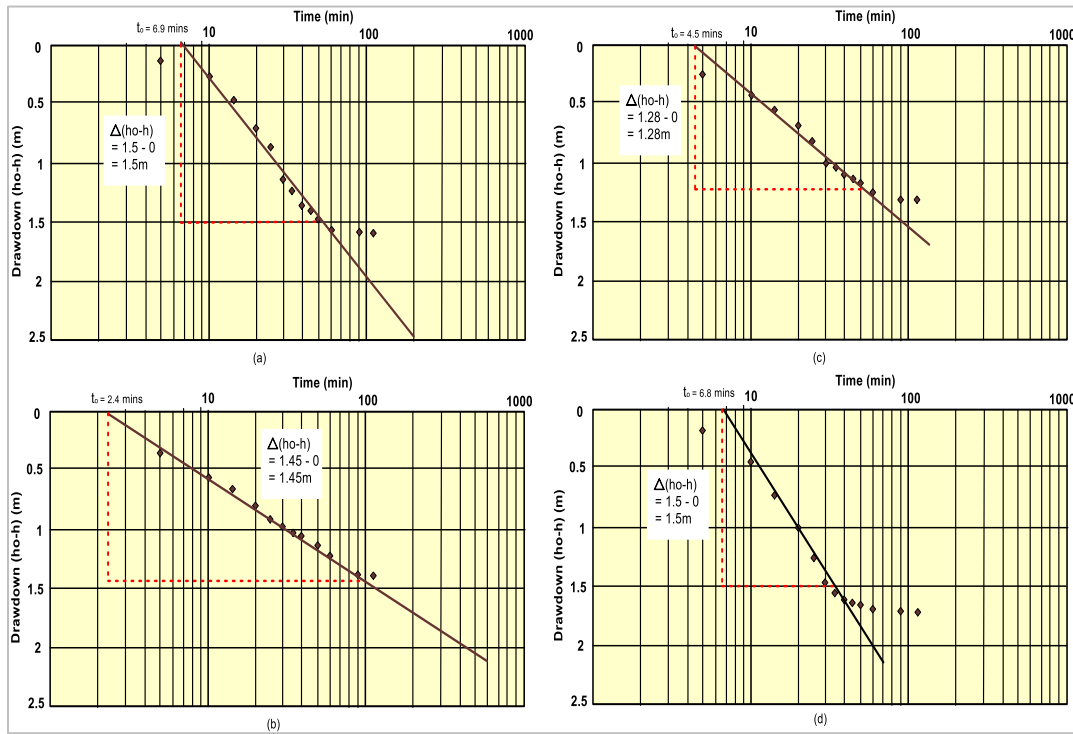 Time (min)
tₒ = 6.9 mins
10
100
1000
0
0.5
1
1.5
2
2.5
Drawdown (ho-h) (m)
Δ(ho-h)
= 1.5 - 0
= 1.5m
(a)
Time (min)
tₒ = 4.5 mins
10
100
1000
0
0.5
1
1.5
2
2.5
Drawdown (ho-h) (m)
Δ(ho-h)
= 1.28 - 0
= 1.28m
(c)
Time (min)
tₒ = 2.4 mins
10
100
1000
0
0.5
1
1.5
2
2.5
Drawdown (ho-h) (m)
Δ(ho-h)
= 1.45 - 0
= 1.45m
(b)
Time (min)
tₒ = 6.8 mins
10
100
1000
0
0.5
1
1.5
2
2.5
Drawdown (ho-h) (m)
Δ(ho-h)
= 1.5 - 0
= 1.5m
(d)